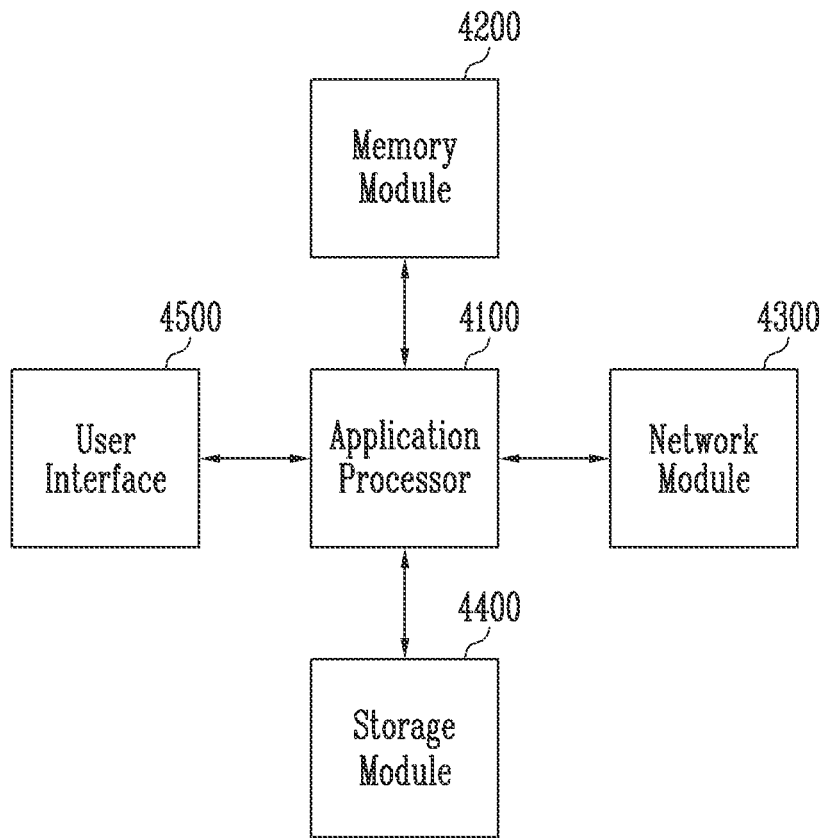 4200
Memory
Module
4500
4100
4300
User
Interface
Application
Processor
Network
Module
4400
Storage
Module